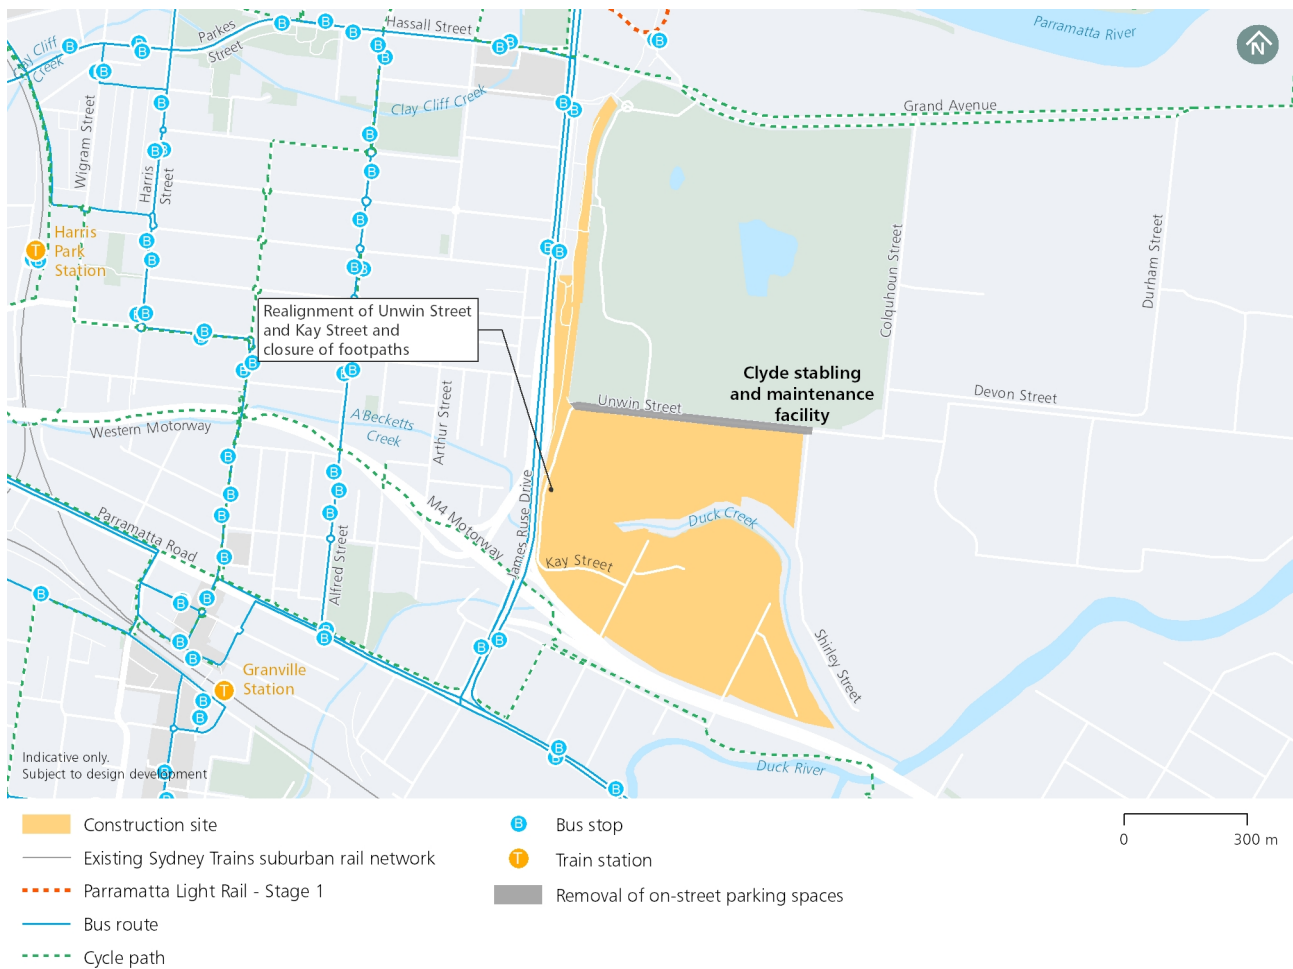 Parramatta River
N
Hassall Street
Parkes
Street
Clay Cliff
Creek
Clay Cliff Creek
Grand Avenue
Wigram Street
Harris
Street
Harris
Park
Station
T
Colquhoun Street
Durham Street
Realignment of Unwin Street
and Kay Street and
closure of footpaths
Clyde stabling
and maintenance
facility
Unwin Street
Devon Street
Arthur Street
A'Becketts
Creek
Western Motorway
M4 Motorway
James Ruse Drive
Duck Creek
Parramatta Road
Alfred Street
Kay Street
Shirley Street
Granville
Station
T
Duck River
Indicative only.
Subject to design development
Construction site
Existing Sydney Trains suburban rail network
Parramatta Light Rail - Stage 1
Bus route
Cycle path
B Bus stop
T Train station
Removal of on-street parking spaces
0 300 m